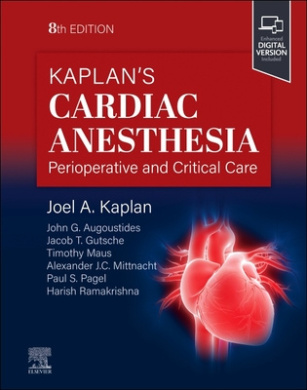 8th EDITION
Enhanced
DIGITAL
VERSION
Included
KAPLAN'S
CARDIAC
ANESTHESIA
Perioperative and Critical Care
Joel A. Kaplan
John G. Augoustides
Jacob T. Gutsche
Timothy Maus
Alexander J.C. Mittnacht
Paul S. Pagel
Harish Ramakrishna
ELSEVIER